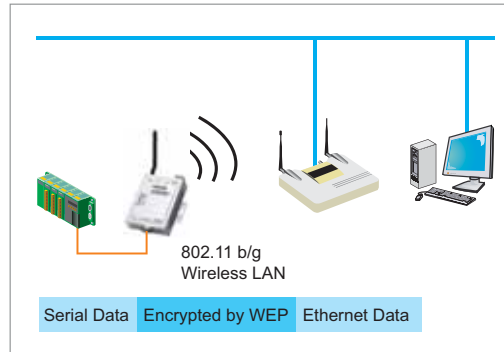 802.11 b/g
Wireless LAN
Serial Data Encrypted by WEP Ethernet Data